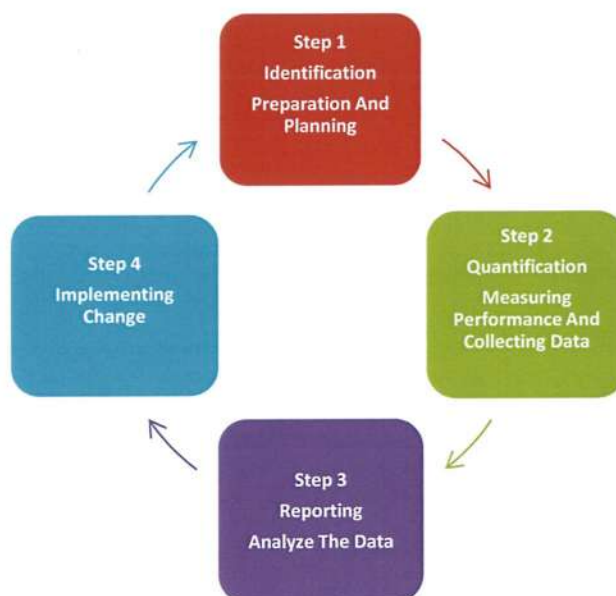 Step 1
Identification
Preparation And
Planning
Step 2
Quantification
Measuring
Performance And
Collecting Data
Step 3
Reporting
Analyze The Data
Step 4
Implementing
Change